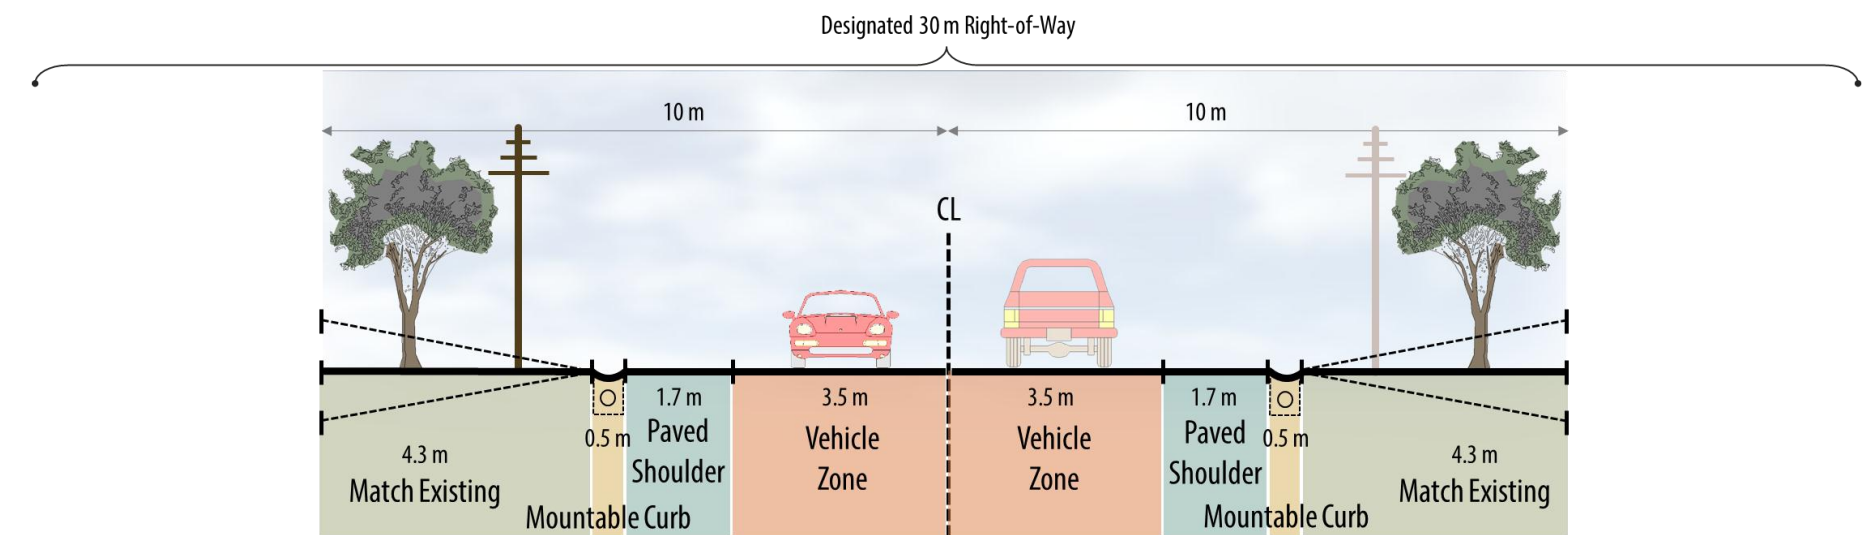 Designated 30 m Right-of-Way
10 m
10 m
CL
4.3 m
Match Existing
0.5 m
Mountable Curb
1.7 m
Paved
Shoulder
3.5 m
Vehicle
Zone
3.5 m
Vehicle
Zone
1.7 m
Paved
Shoulder
0.5 m
Mountable Curb
4.3 m
Match Existing